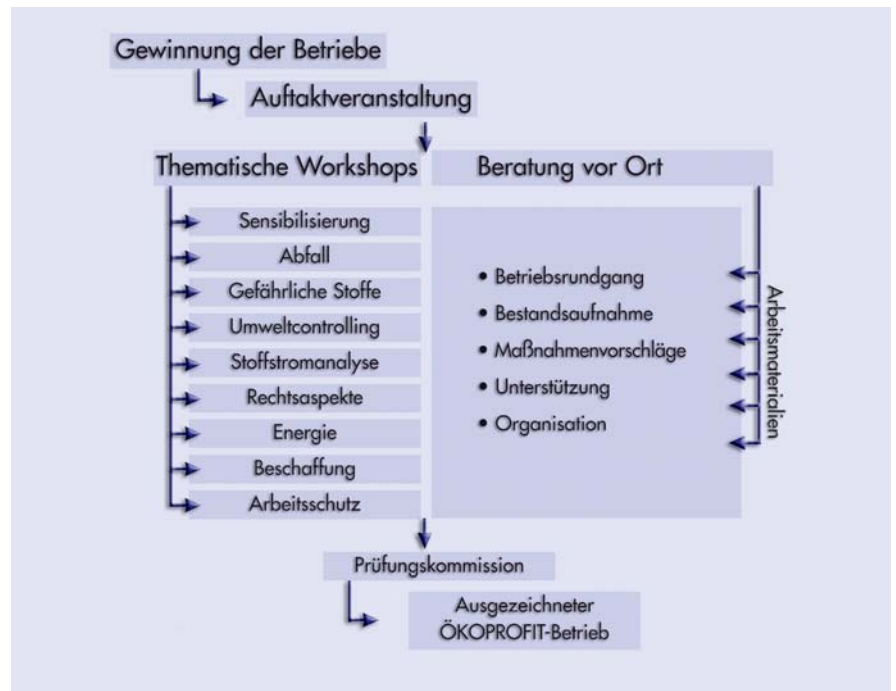 Gewinnung der Betriebe
Auftaktveranstaltung
Thematische Workshops
Sensibilisierung
Abfall
Gefährliche Stoffe
Umweltcontrolling
Stoffstromanalyse
Rechtsaspekte
Energie
Beschaffung
Arbeitsschutz
Beratung vor Ort
• Betriebsrundgang
• Bestandsaufnahme
• Maßnahmenvorschläge
• Unterstützung
• Organisation
Arbeitsmaterialien
Prüfungskommission
Ausgezeichneter
ÖKOPROFIT-Betrieb